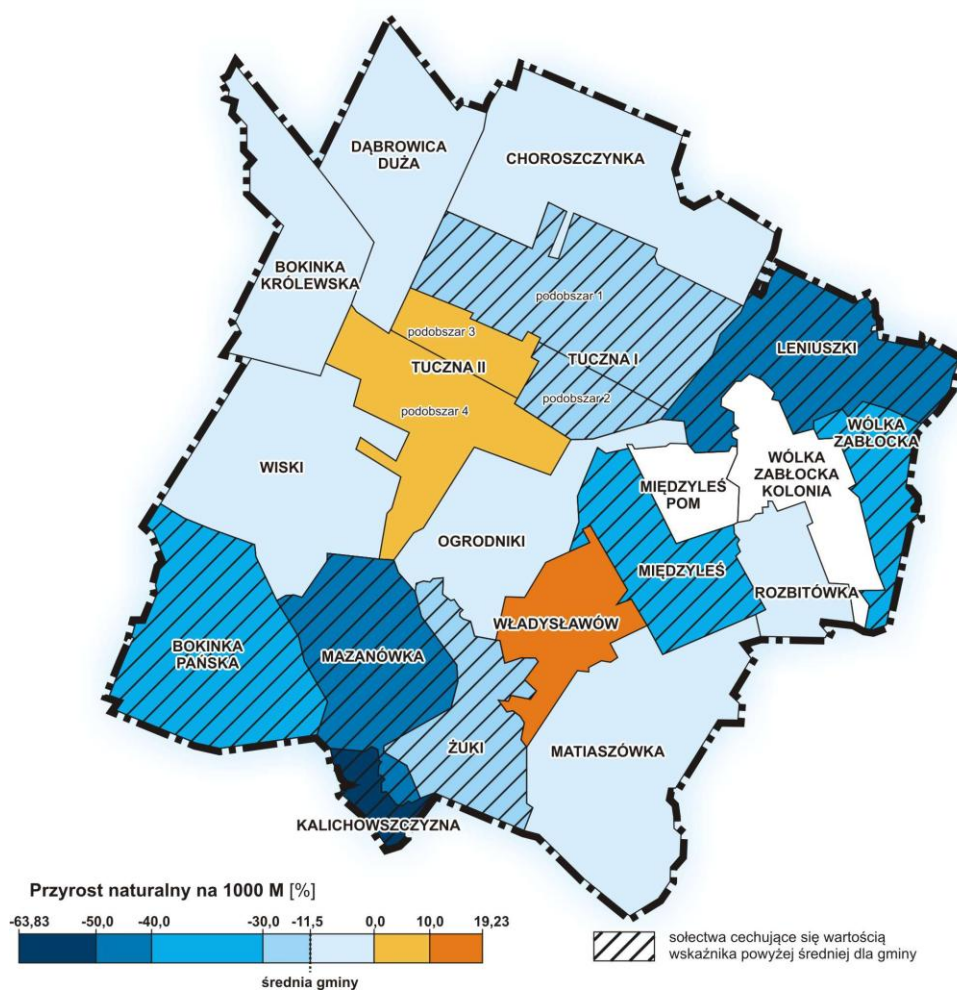 DĄBROWICA
DUŻA
CHOROSZCZYNKA
BOKINKA
KRÓLEWSKA
podobszar 1
podobszar 3
LENIUSZKI
TUCZNA II
TUCZNA I
podobszar 2
podobszar 4
WÓLKA
ZABŁOCKA
WISKI
MIĘDZYLEŚ
POM
WÓLKA
ZABŁOCKA
KOLONIA
OGRODNIKI
MIĘDZYLEŚ
ROZBITÓWKA
WŁADYSŁAWÓW
BOKINKA
PAŃSKA
MAZANÓWKA
ŻUKI
MATIASZÓWKA
KALICHOWSZCZYZNA
Przyrost naturalny na 1000 M [%]
-63,83 -50,0 -40,0 -30,0 -11,5 0,0 10,0 19,23
średnia gminy
sołectwa cechujące się wartością
wskaźnika powyżej średniej dla gminy